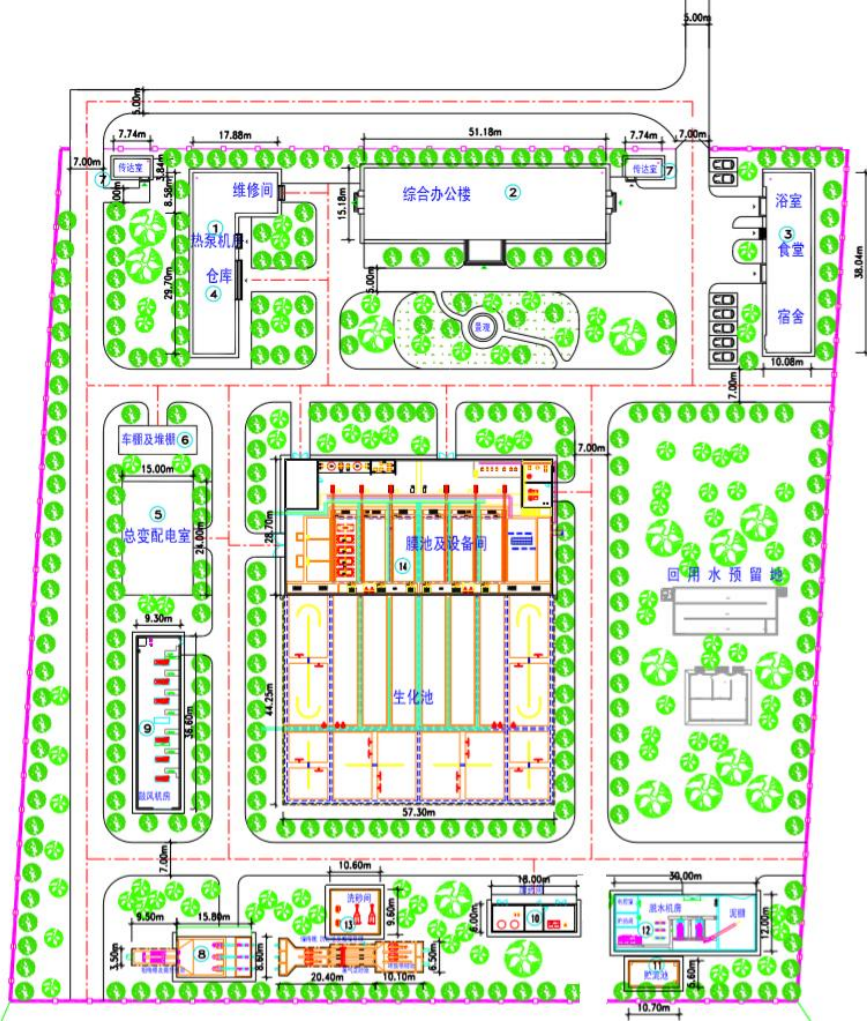 5.00m
5.00m
7.74m
17.88m
51.18m
7.74m
7.00m
7.00m
传达室
3.84m
传达室
7
7
维修间
8.58m
综合办公楼
2
15.18m
浴室
1
热泵机房
3
食堂
38.04m
仓库
4
29.70m
5.00m
宿舍
景观
10.08m
7.00m
车棚及堆棚
6
7.00m
15.00m
5
总变配电室
24.00m
28.70m
膜池及设备间
14
回用水预留地
9.30m
9
36.60m
鼓风机房
生化池
44.25m
57.30m
7.00m
10.60m
18.00m
30.00m
洗砂间
9.60m
13
6.00m
10
脱水机房
泥棚
12
12.00m
9.50m
15.80m
8
3.50m
8.60m
20.40m
10.10m
6.50m
11
贮泥池
5.60m
10.70m